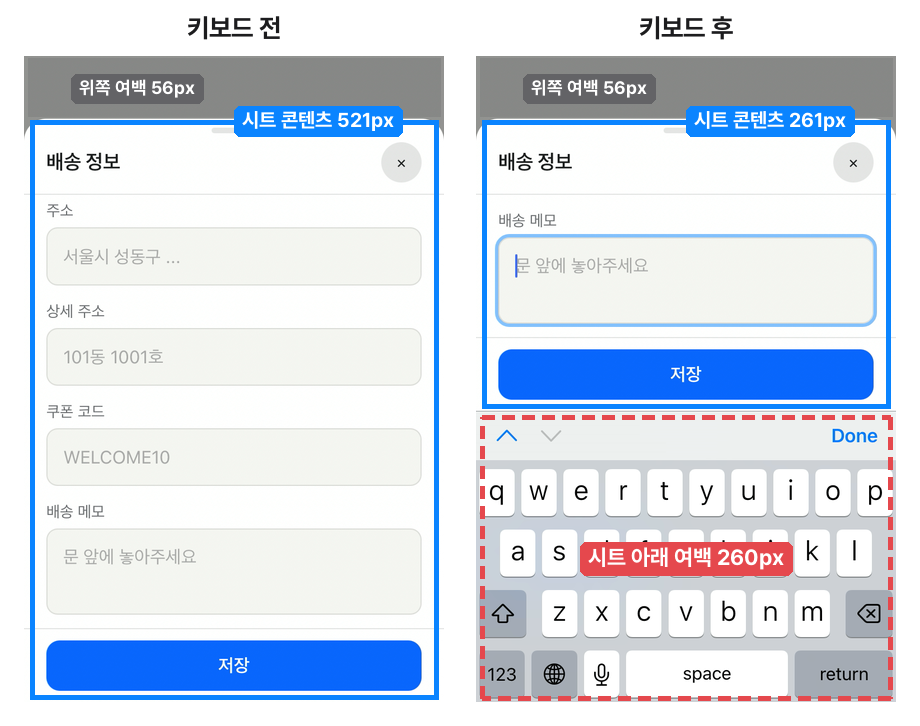 키보드 전
위쪽 여백 56px
시트 콘텐츠 521px
배송 정보
×
주소
서울시 성동구 ...
상세 주소
101동 1001호
쿠폰 코드
WELCOME10
배송 메모
문 앞에 놓아주세요
저장
키보드 후
위쪽 여백 56px
시트 콘텐츠 261px
배송 정보
×
배송 메모
문 앞에 놓아주세요
저장
Done
q w e r t y u i o p
a s k l
시트 아래 여백 260px
z x c v b n m
123 space return